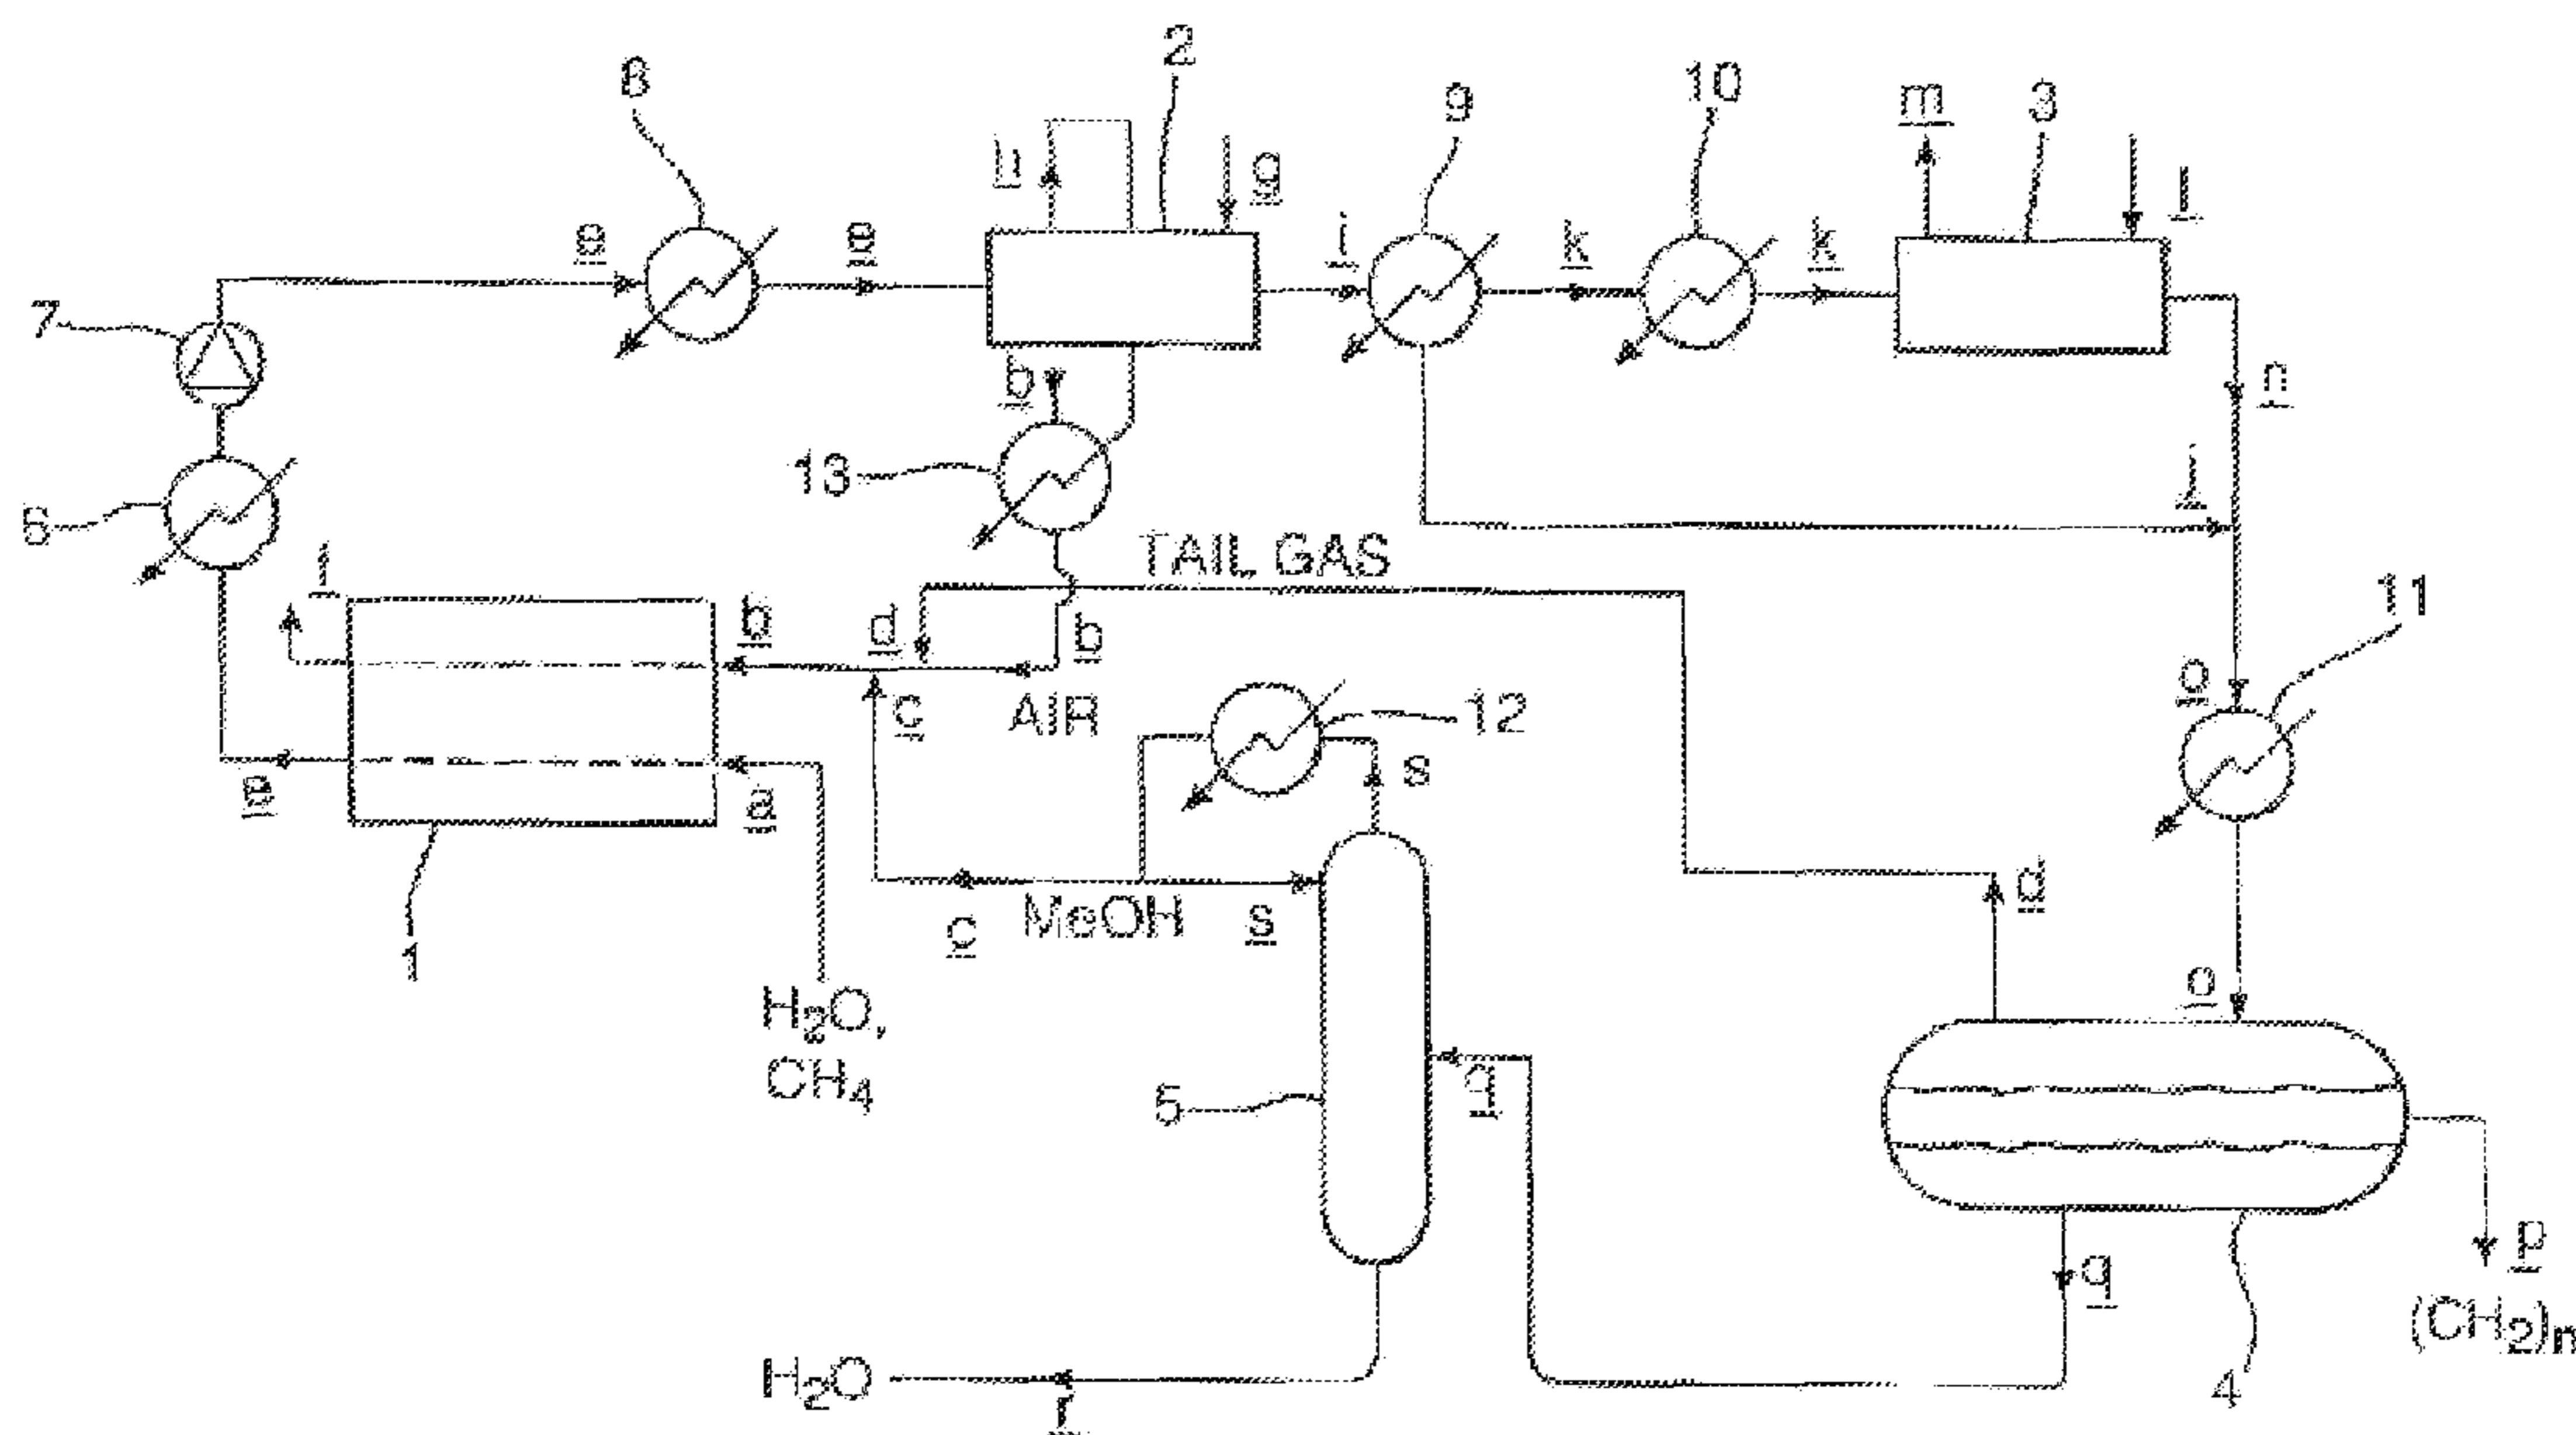 2
8
9
10
m
3
h
g
l
e
e
i
k
k
7
b
n
13
j
6
TAIL GAS
f
11
b
d
b
o
c
AIR
12
s
e
a
MeOH
c
s
d
1
H₂O,
CH₄
o
5
q
p
q
(CH₂)n
H₂O
4
r